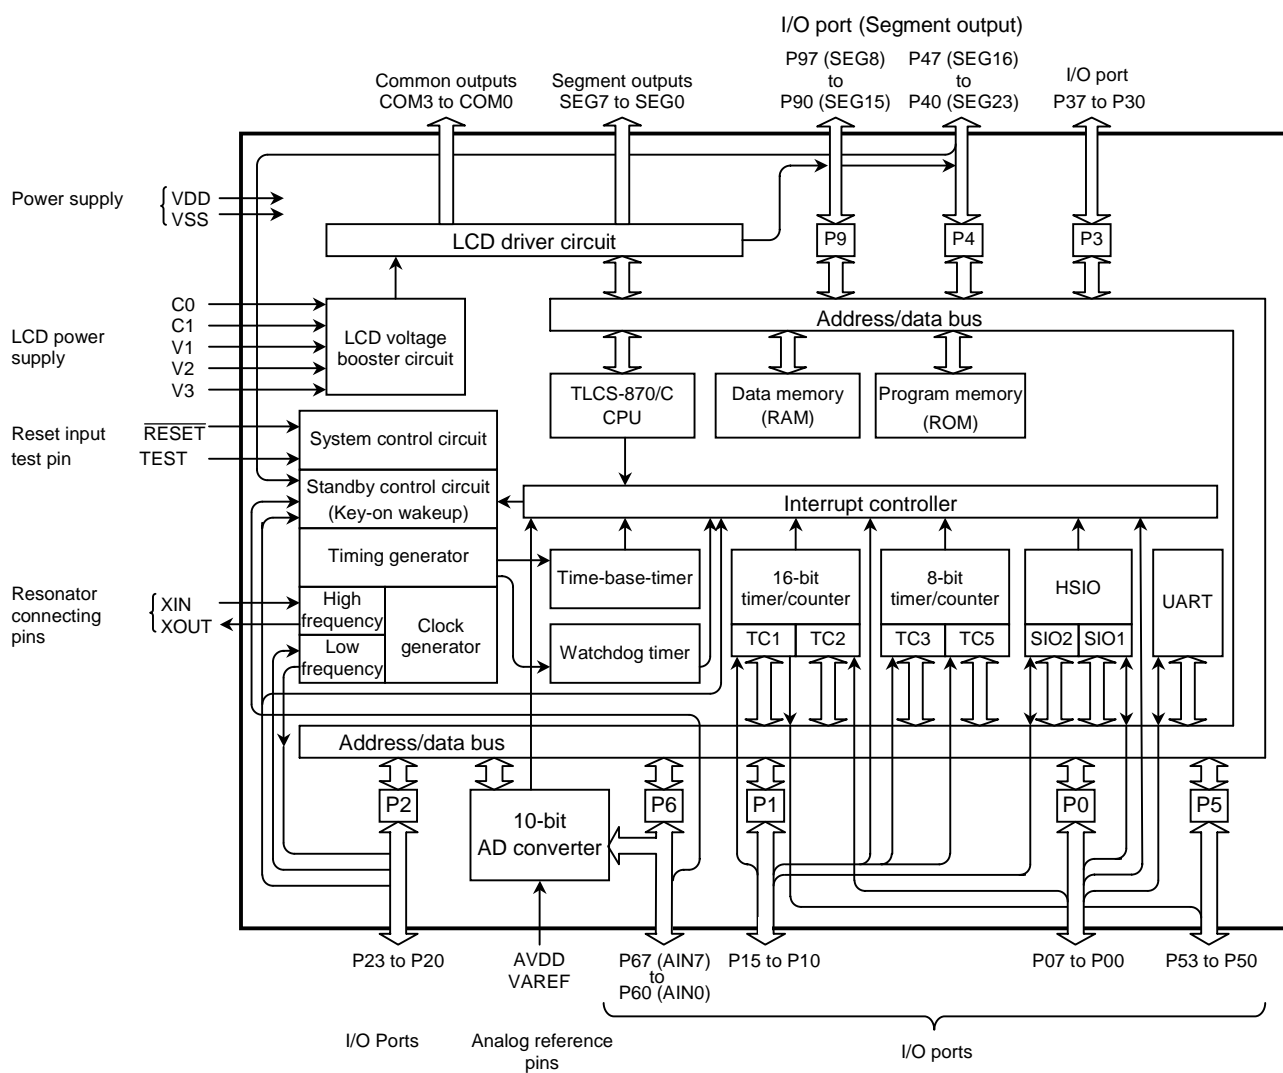 I/O port (Segment output)
P97 (SEG8)
to
P90 (SEG15)
P47 (SEG16)
to
P40 (SEG23)
I/O port
P37 to P30
Common outputs
COM3 to COM0
Segment outputs
SEG7 to SEG0
Power supply
VDD
VSS
LCD driver circuit
P9
P4
P3
LCD power
supply
C0
C1
V1
V2
V3
LCD voltage
booster circuit
Address/data bus
TLCS-870/C
CPU
Data memory
(RAM)
Program memory
(ROM)
Reset input
test pin
RESET
TEST
System control circuit
Standby control circuit
(Key-on wakeup)
Interrupt controller
Timing generator
Time-base-timer
16-bit
timer/counter
TC1
TC2
8-bit
timer/counter
TC3
TC5
HSIO
SIO2
SIO1
UART
Resonator
connecting
pins
XIN
XOUT
High
frequency
Low
frequency
Clock
generator
Watchdog timer
Address/data bus
P2
10-bit
AD converter
P6
P1
P0
P5
P23 to P20
AVDD
VAREF
P67 (AIN7)
to
P60 (AIN0)
P15 to P10
P07 to P00
P53 to P50
I/O Ports
Analog reference
pins
I/O ports